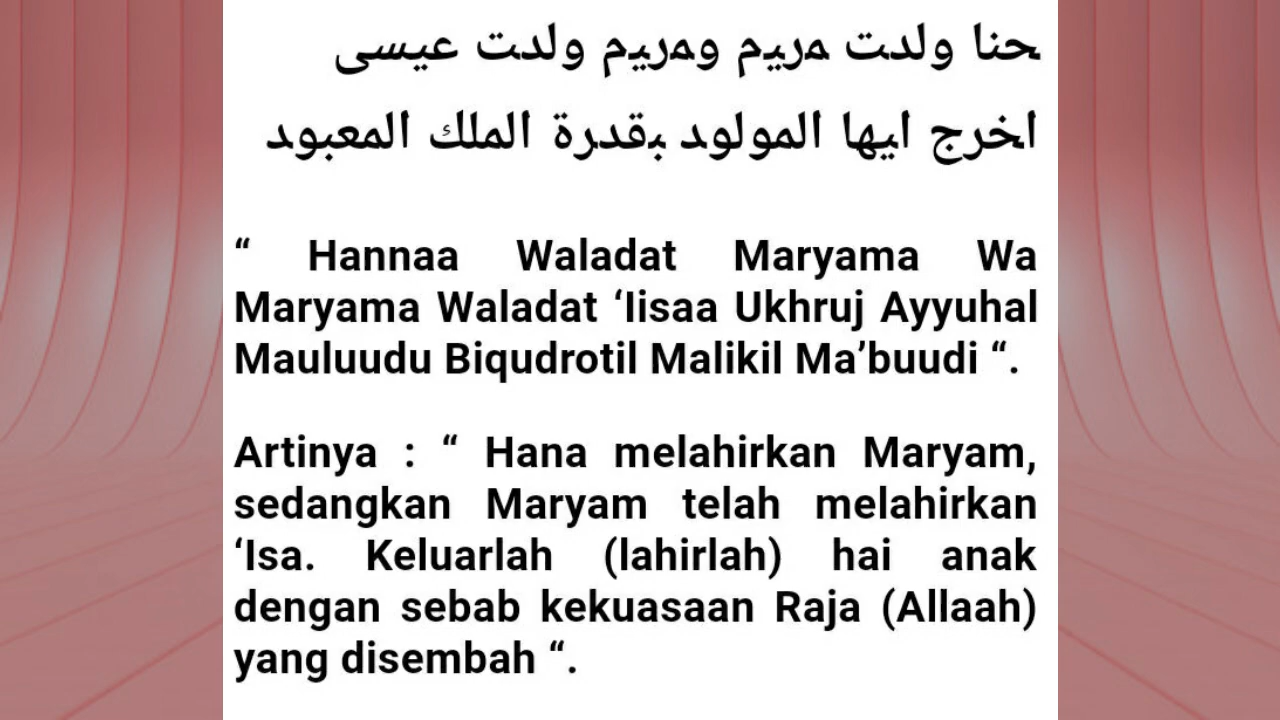 حنا ولدت مريم ومريم ولدت عيسى
اخرج ايها المولود بقدرة الملك المعبود
“ Hannaa Waladat Maryama Wa
Maryama Waladat ‘Iisaa Ukhruj Ayyuhal
Mauluudu Biqudrotil Malikil Ma’buudi “.
Artinya : “ Hana melahirkan Maryam,
sedangkan Maryam telah melahirkan
‘Isa. Keluarlah (lahirlah) hai anak
dengan sebab kekuasaan Raja (Allaah)
yang disembah “.